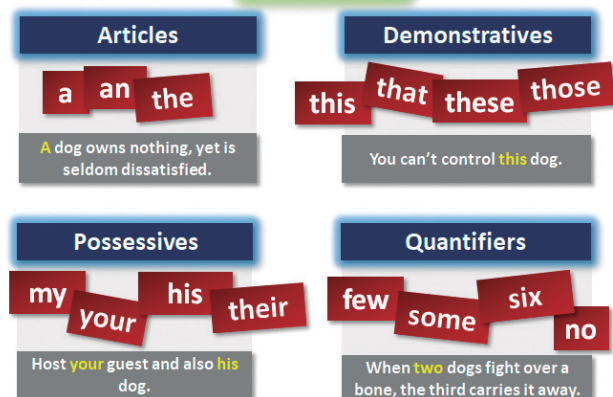 Articles
a an the
A dog owns nothing, yet is
seldom dissatisfied.
Demonstratives
this that these those
You can't control this dog.
Possessives
my your his their
Host your guest and also his
dog.
Quantifiers
few some six no
When two dogs fight over a
bone, the third carries it away.